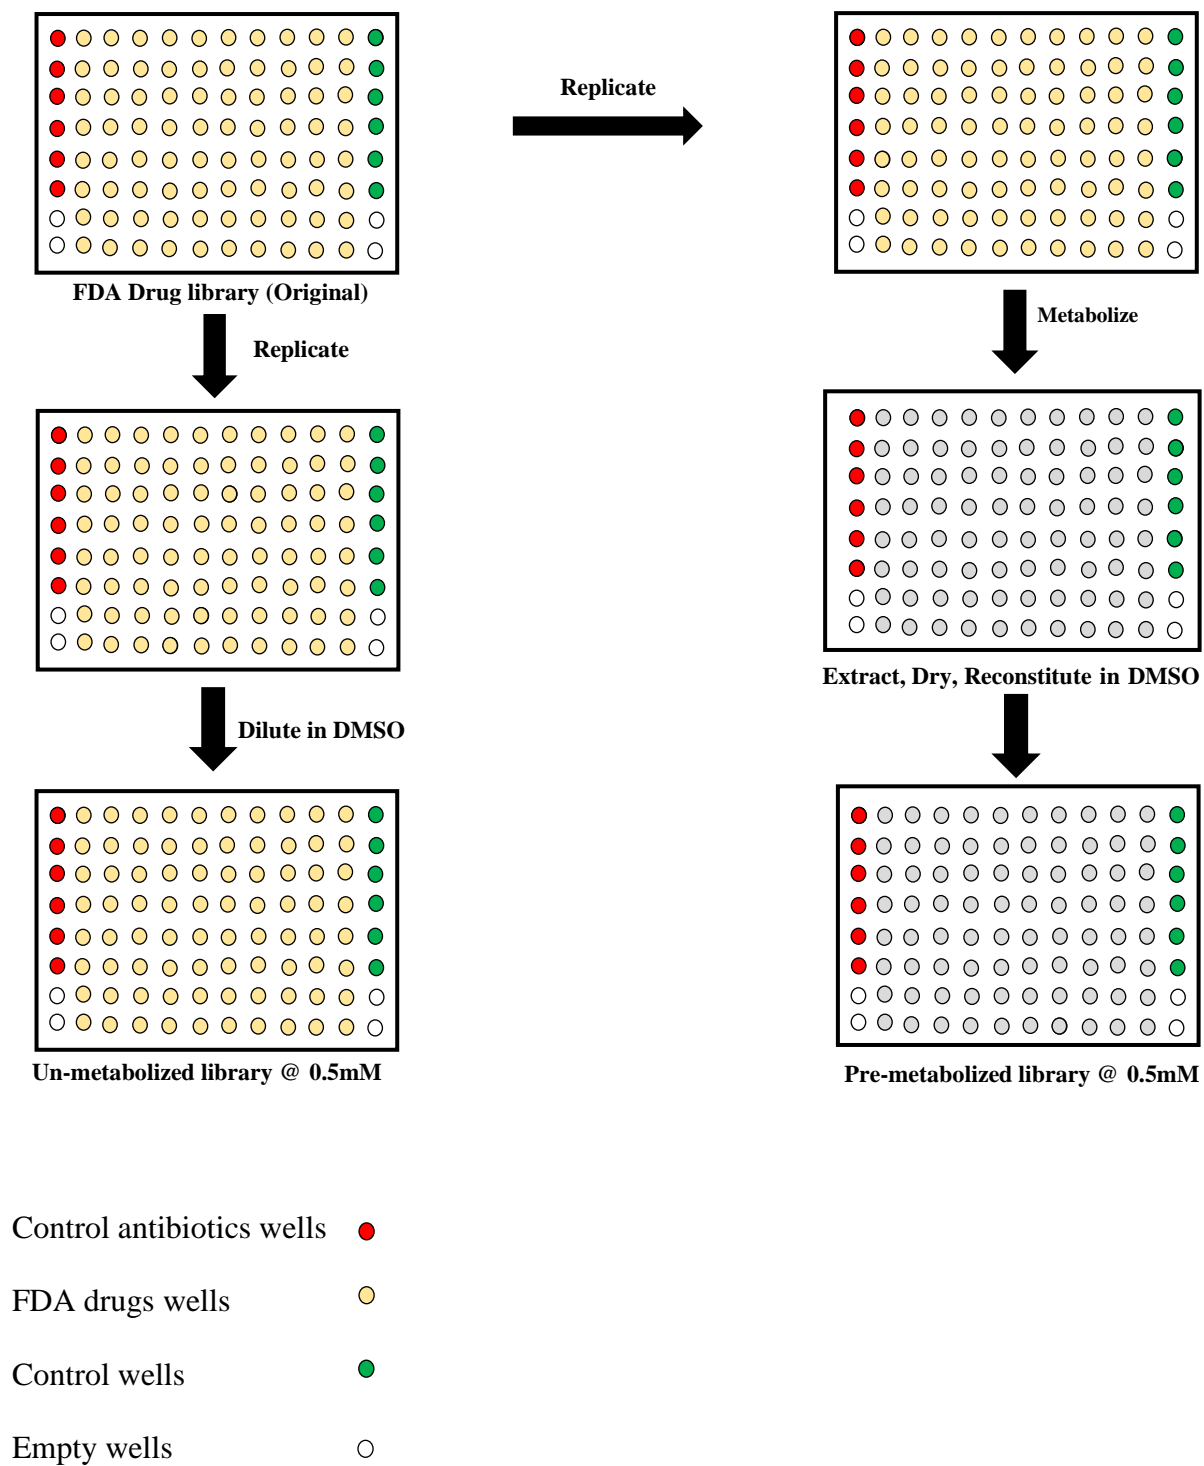 Replicate
FDA Drug library (Original)
Replicate
Metabolize
Dilute in DMSO
Extract, Dry, Reconstitute in DMSO
Un-metabolized library @ 0.5mM
Pre-metabolized library @ 0.5mM
Control antibiotics wells
FDA drugs wells
Control wells
Empty wells